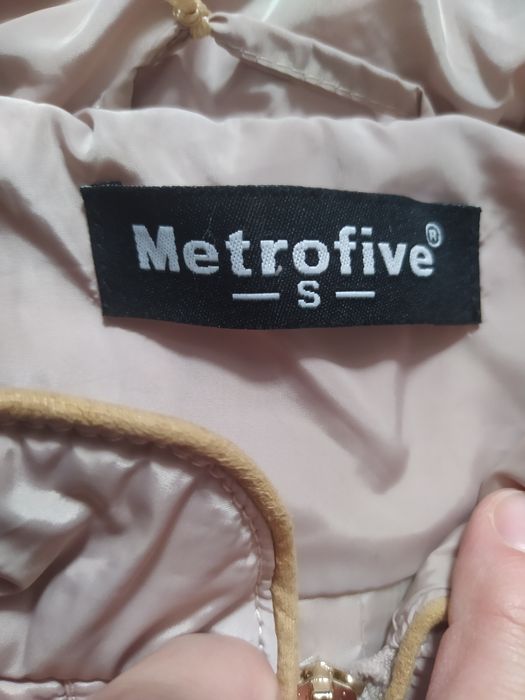 Metrofive®
— S —